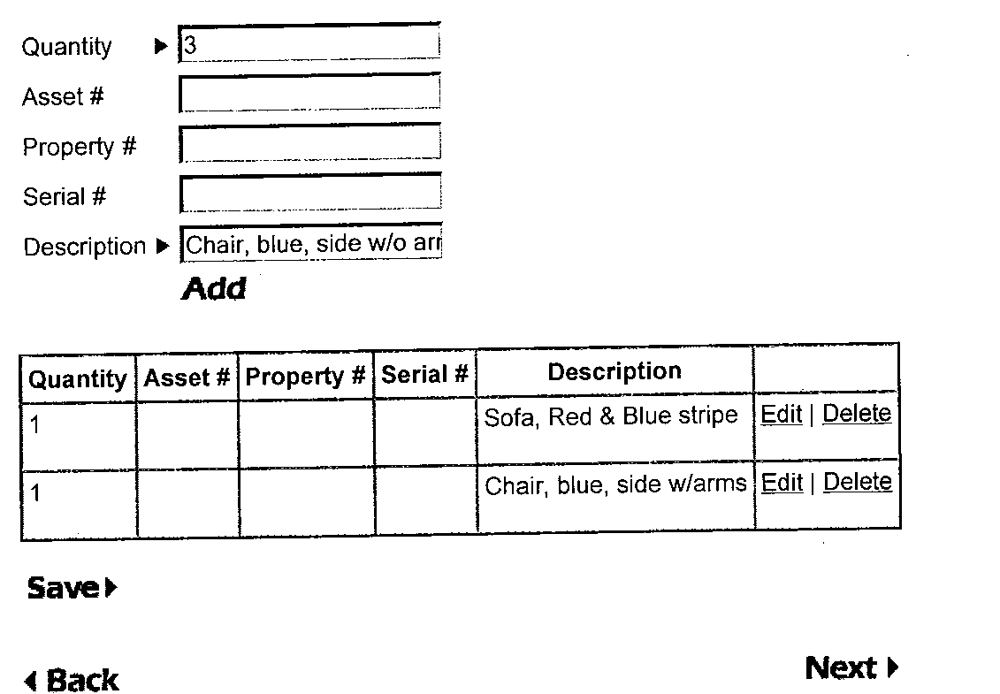 Quantity ▶ 3
Asset #
Property #
Serial #
Description ▶ Chair, blue, side w/o arr
Add
Quantity Asset # Property # Serial # Description
1 Sofa, Red & Blue stripe Edit | Delete
1 Chair, blue, side w/arms Edit | Delete
Save▶
◀ Back Next ▶